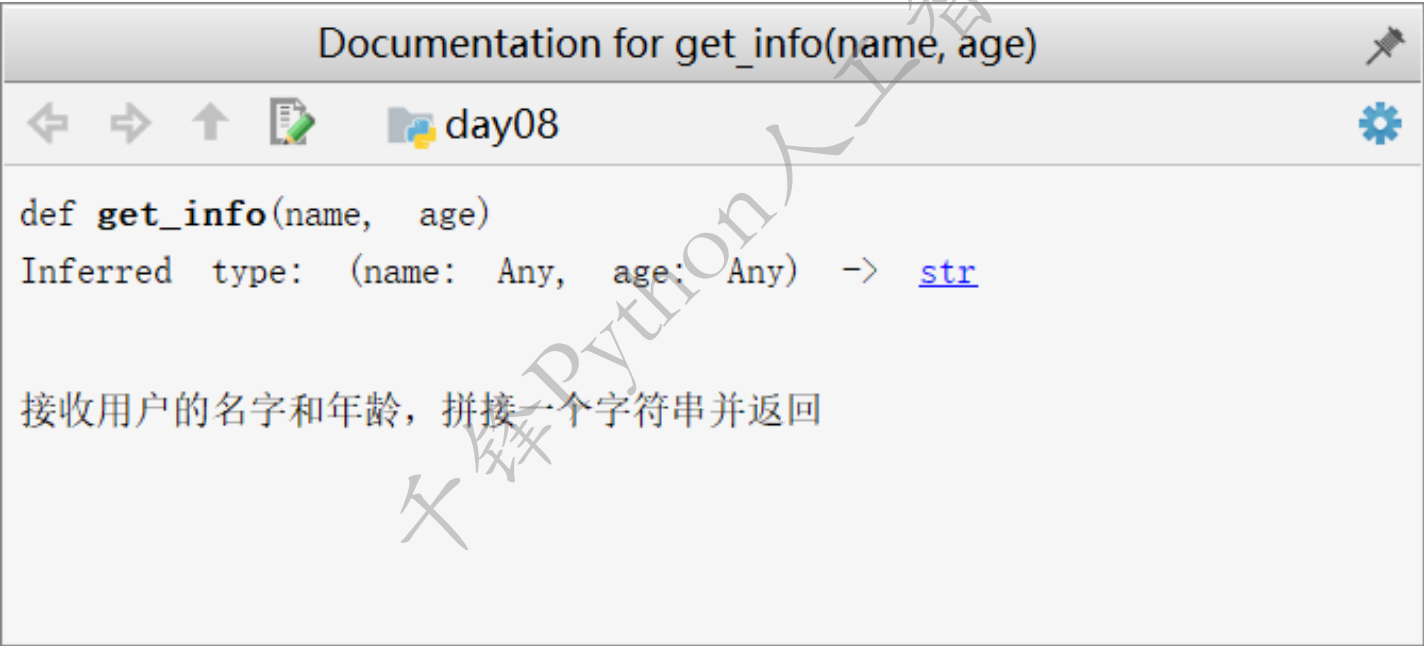 Documentation for get_info(name, age)
day08
def get_info(name, age)
Inferred type: (name: Any, age: Any) -> str
接收用户的名字和年龄，拼接一个字符串并返回
千锋Python人工智